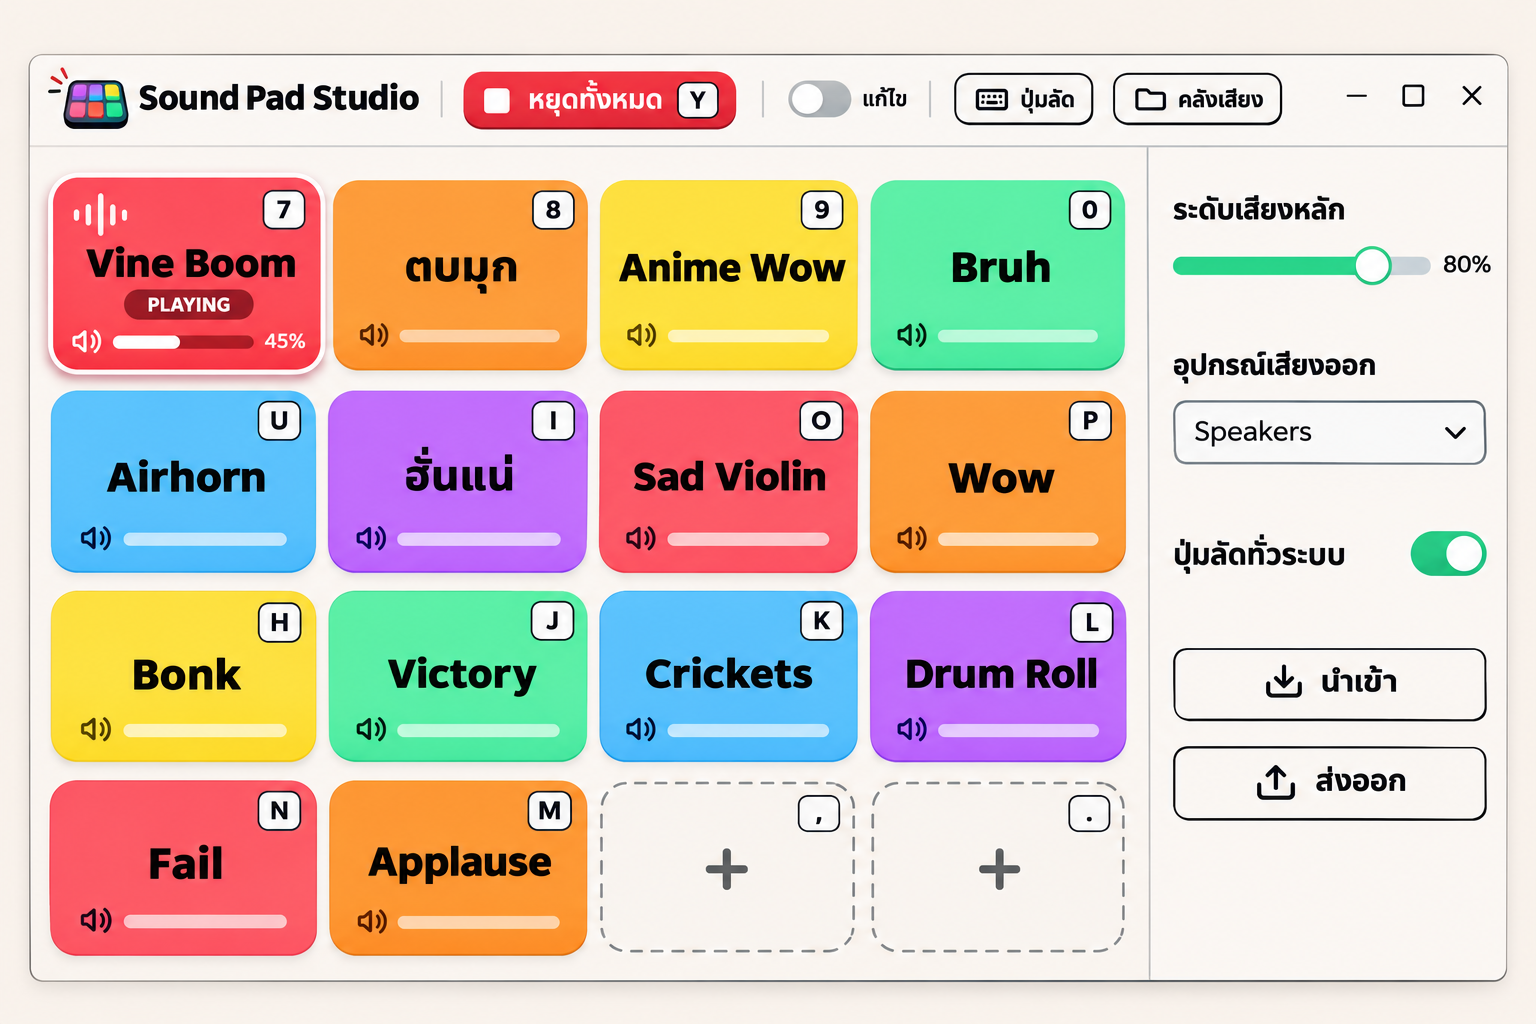 Sound Pad Studio
หยุดทั้งหมด Y
แก้ไข
ปุ่มลัด
คลังเสียง
7
Vine Boom
PLAYING
45%
8
ตบมุก
9
Anime Wow
0
Bruh
U
Airhorn
I
ฮั่นแน่
O
Sad Violin
P
Wow
H
Bonk
J
Victory
K
Crickets
L
Drum Roll
N
Fail
M
Applause
,
+
.
+
ระดับเสียงหลัก
80%
อุปกรณ์เสียงออก
Speakers
ปุ่มลัดทั่วระบบ
นำเข้า
ส่งออก